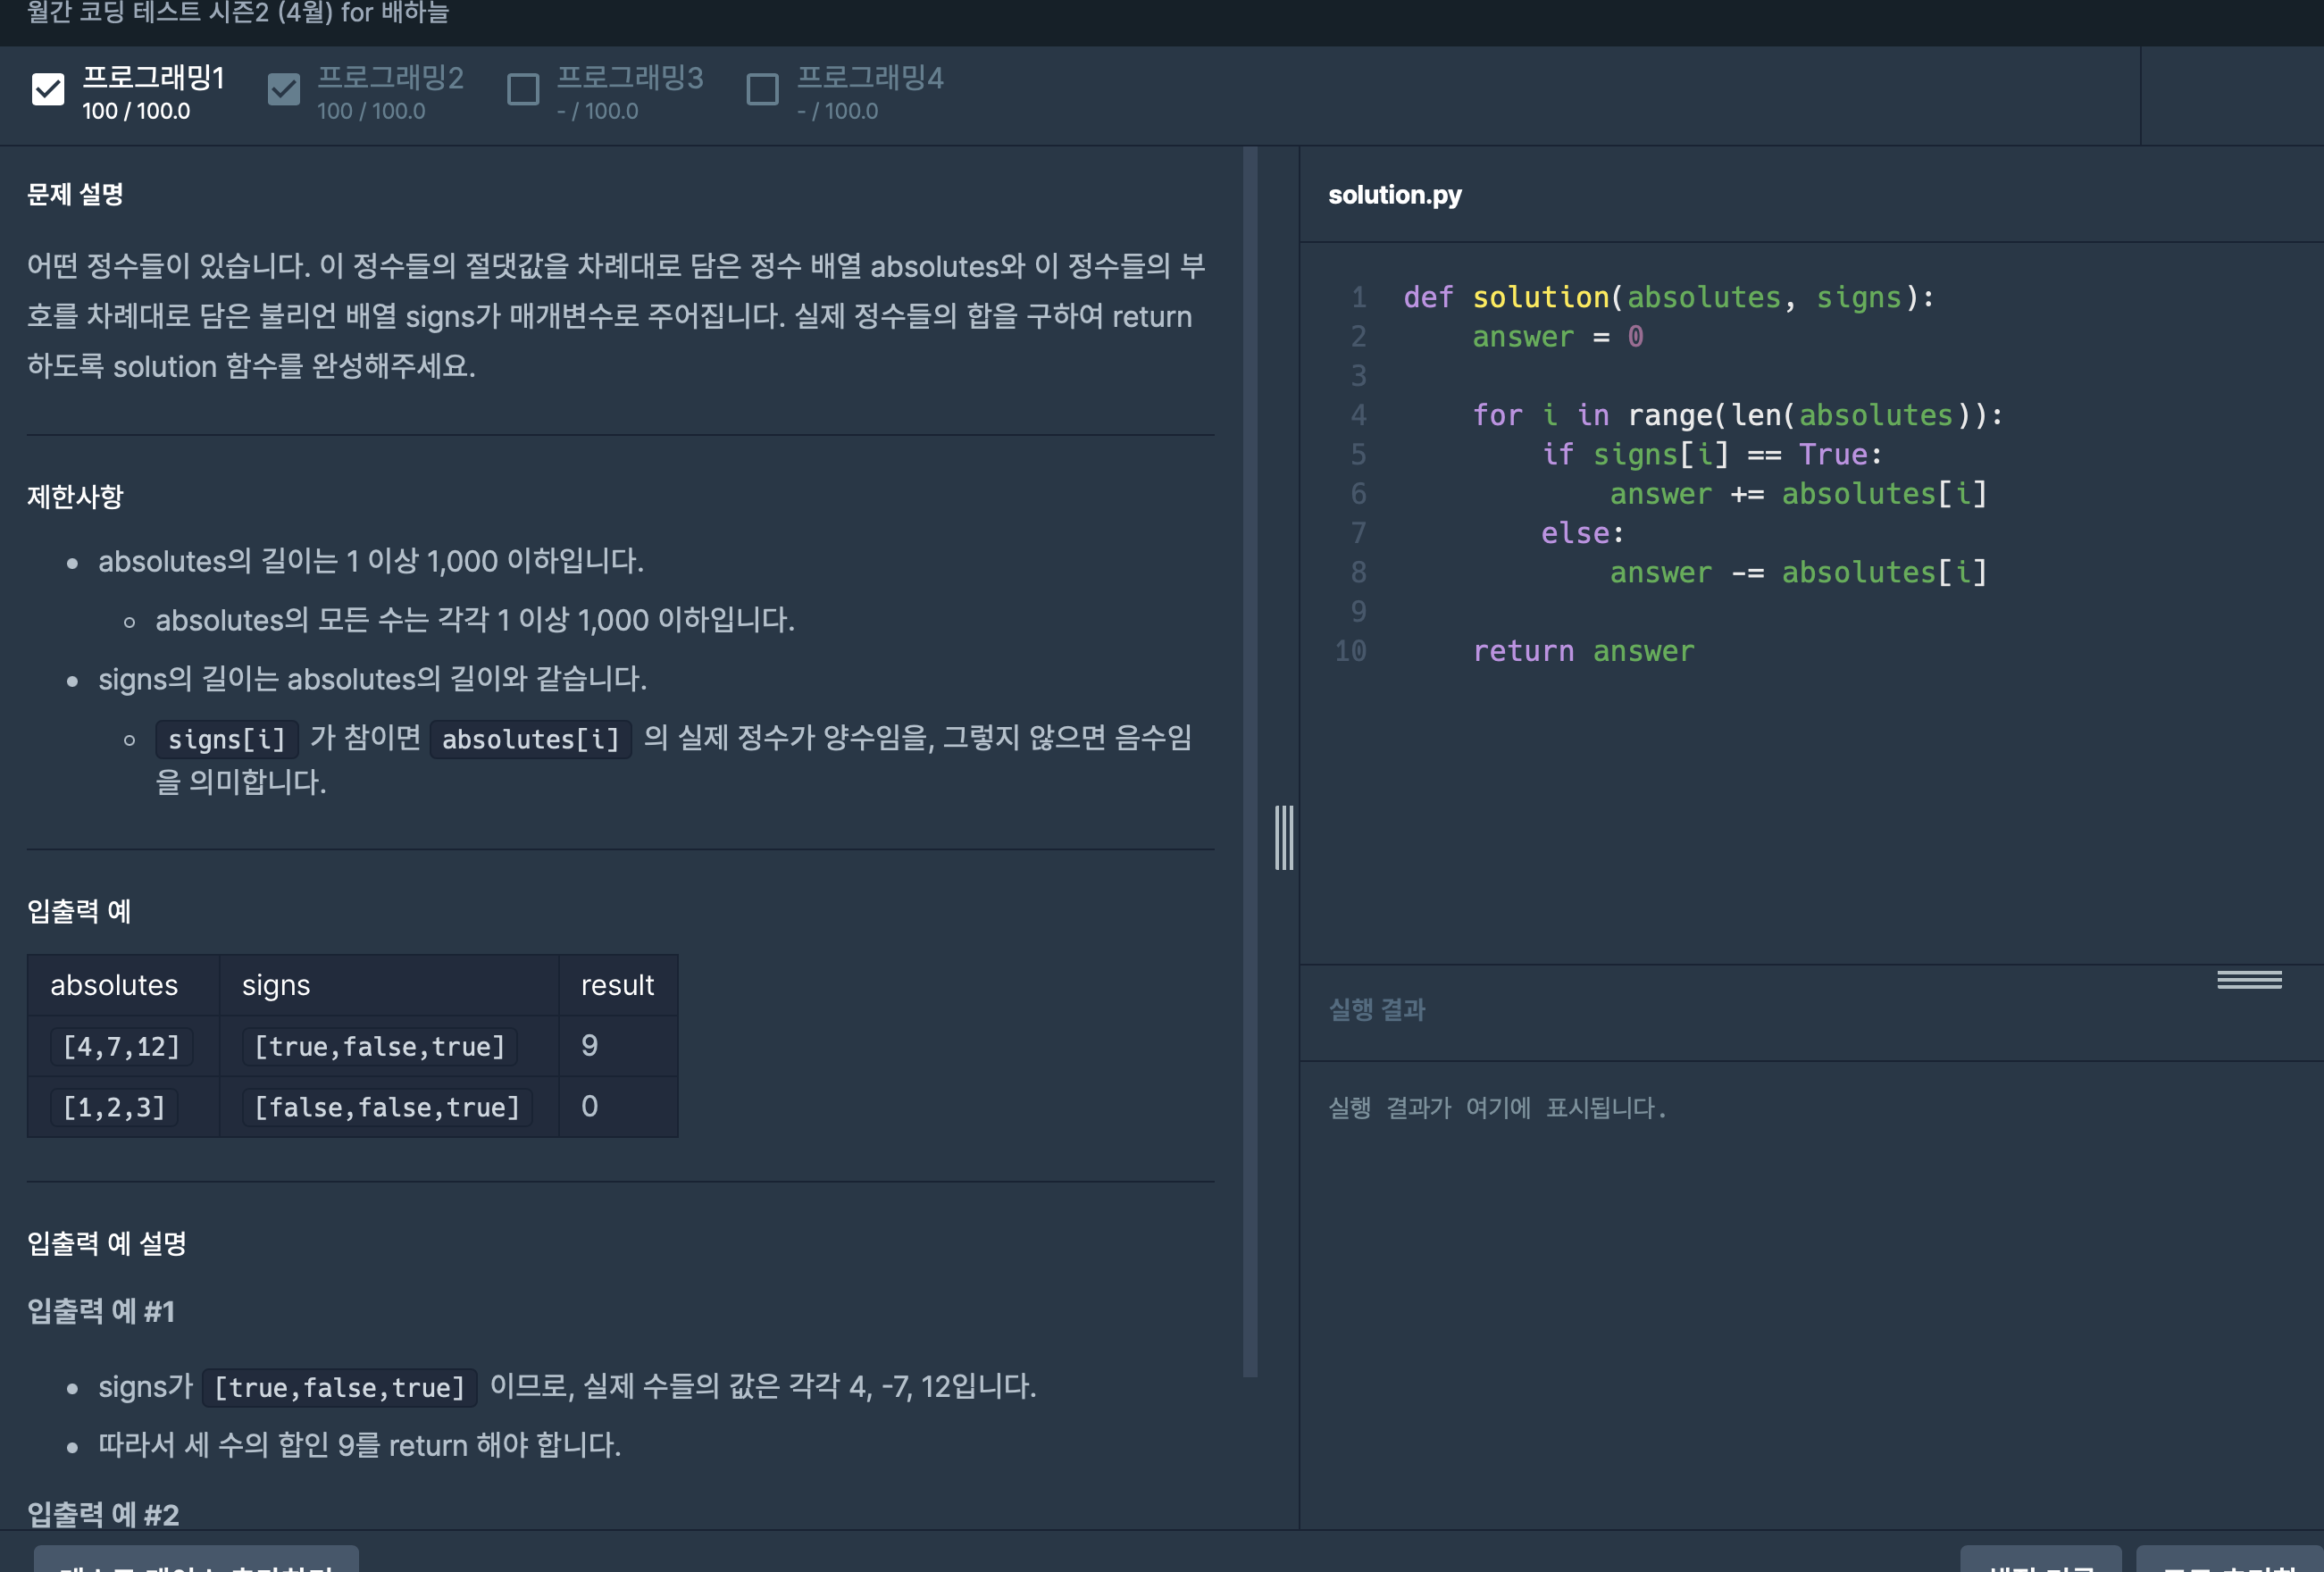 월간 코딩 테스트 시즌2 (4월) for 배하늘
프로그래밍1
100 / 100.0
프로그래밍2
100 / 100.0
프로그래밍3
- / 100.0
프로그래밍4
- / 100.0
문제 설명
어떤 정수들이 있습니다. 이 정수들의 절댓값을 차례대로 담은 정수 배열 absolutes와 이 정수들의 부
호를 차례대로 담은 불리언 배열 signs가 매개변수로 주어집니다. 실제 정수들의 합을 구하여 return
하도록 solution 함수를 완성해주세요.
제한사항
absolutes의 길이는 1 이상 1,000 이하입니다.
absolutes의 모든 수는 각각 1 이상 1,000 이하입니다.
signs의 길이는 absolutes의 길이와 같습니다.
signs[i] 가 참이면 absolutes[i] 의 실제 정수가 양수임을, 그렇지 않으면 음수임
을 의미합니다.
입출력 예
absolutes signs result
[4,7,12] [true,false,true] 9
[1,2,3] [false,false,true] 0
입출력 예 설명
입출력 예 #1
signs가 [true,false,true] 이므로, 실제 수들의 값은 각각 4, -7, 12입니다.
따라서 세 수의 합인 9를 return 해야 합니다.
입출력 예 #2
solution.py
1 def solution(absolutes, signs):
2 answer = 0
3
4 for i in range(len(absolutes)):
5 if signs[i] == True:
6 answer += absolutes[i]
7 else:
8 answer -= absolutes[i]
9
10 return answer
실행 결과
실행 결과가 여기에 표시됩니다.